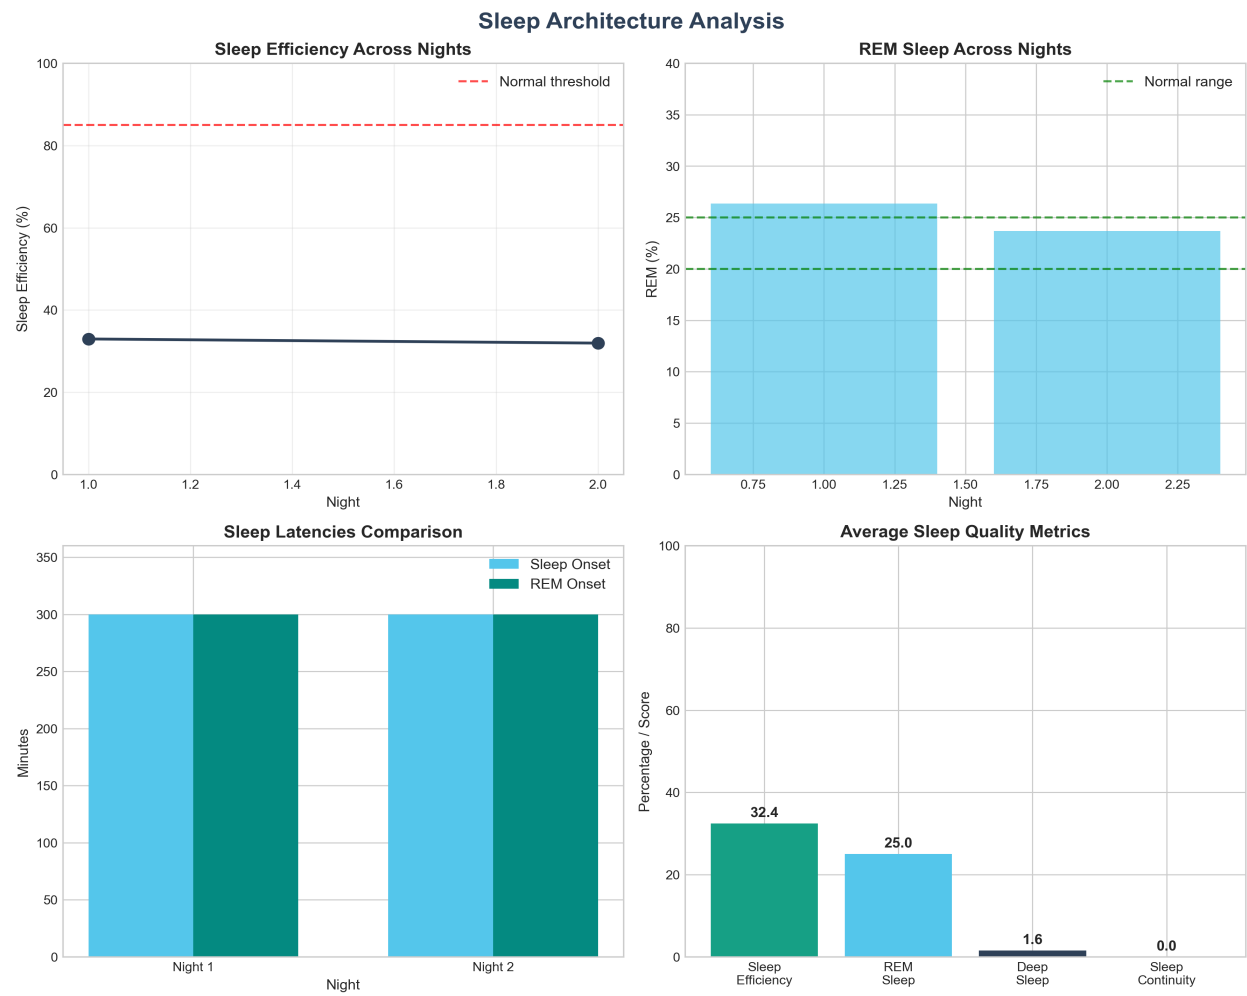 Sleep Architecture Analysis
Sleep Efficiency Across Nights
100
80
60
40
20
0
Sleep Efficiency (%)
Normal threshold
1.0 1.2 1.4 1.6 1.8 2.0
Night
REM Sleep Across Nights
40
35
30
25
20
15
10
5
0
REM (%)
Normal range
0.75 1.00 1.25 1.50 1.75 2.00 2.25
Night
Sleep Latencies Comparison
350
300
250
200
150
100
50
0
Minutes
Sleep Onset
REM Onset
Night 1 Night 2
Night
Average Sleep Quality Metrics
100
80
60
40
20
0
Percentage / Score
32.4
25.0
1.6
0.0
Sleep
Efficiency
REM
Sleep
Deep
Sleep
Sleep
Continuity